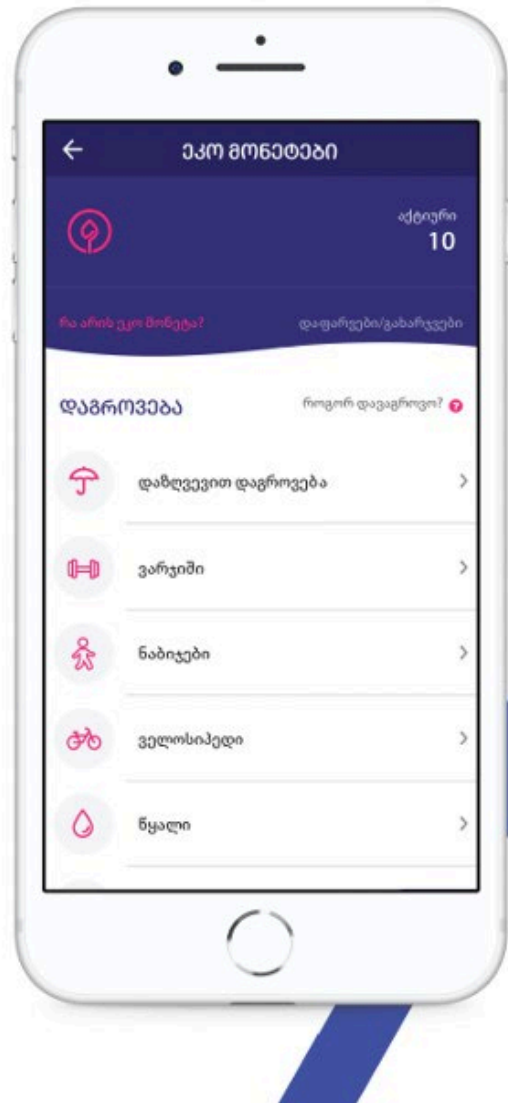 ეკო მონეტები
აქტიური
10
რა არის ეკო მონეტა?
დაფარვები/გახარჯვები
დაგროვება
როგორ დავაგროვო? ?
დაზღვევით დაგროვება
ვარჯიში
ნაბიჯები
ველოსიპედი
წყალი